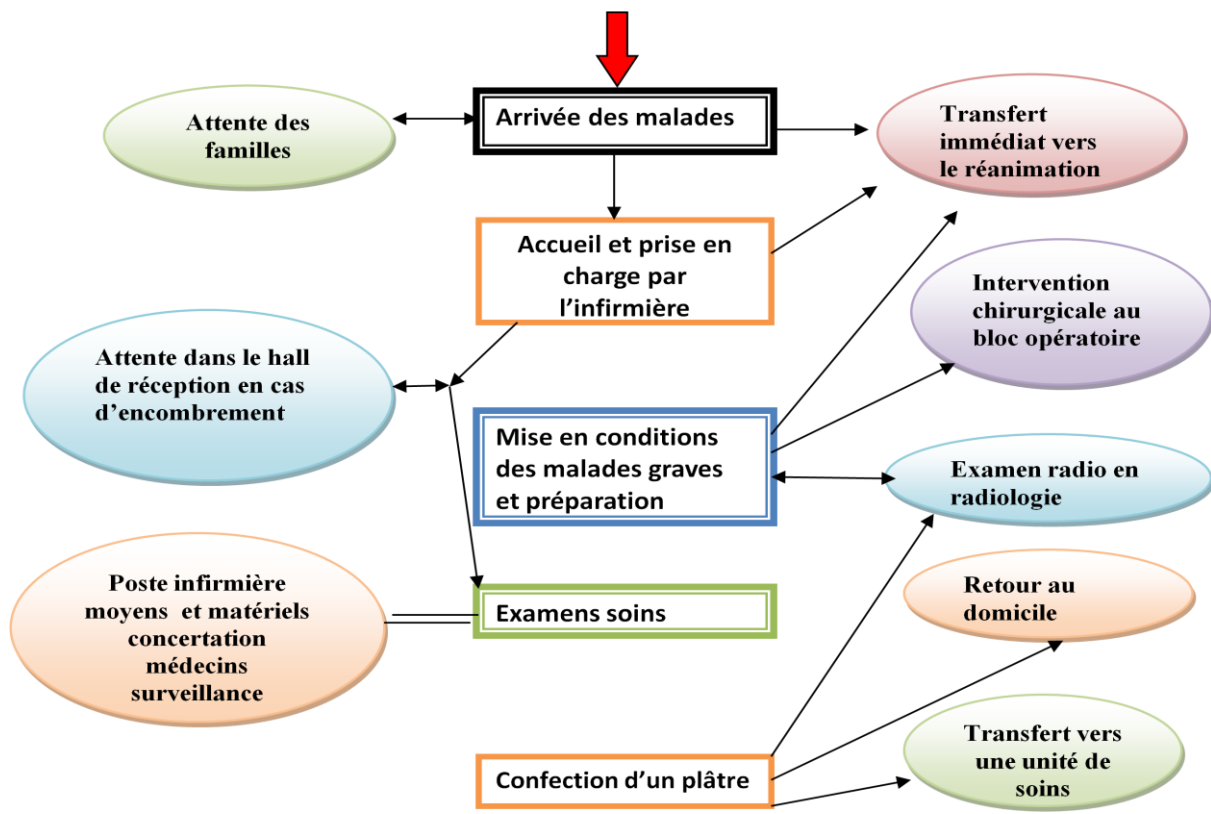 Arrivée des malades
Attente des
familles
Transfert
immédiat vers
le réanimation
Accueil et prise en
charge par
l'infirmière
Intervention
chirurgicale au
bloc opératoire
Attente dans le hall
de réception en cas
d'encombrement
Mise en conditions
des malades graves
et préparation
Examen radio en
radiologie
Poste infirmière
moyens et matériels
concertation
médecins
surveillance
Examens soins
Retour au
domicile
Confection d'un plâtre
Transfert vers
une unité de
soins